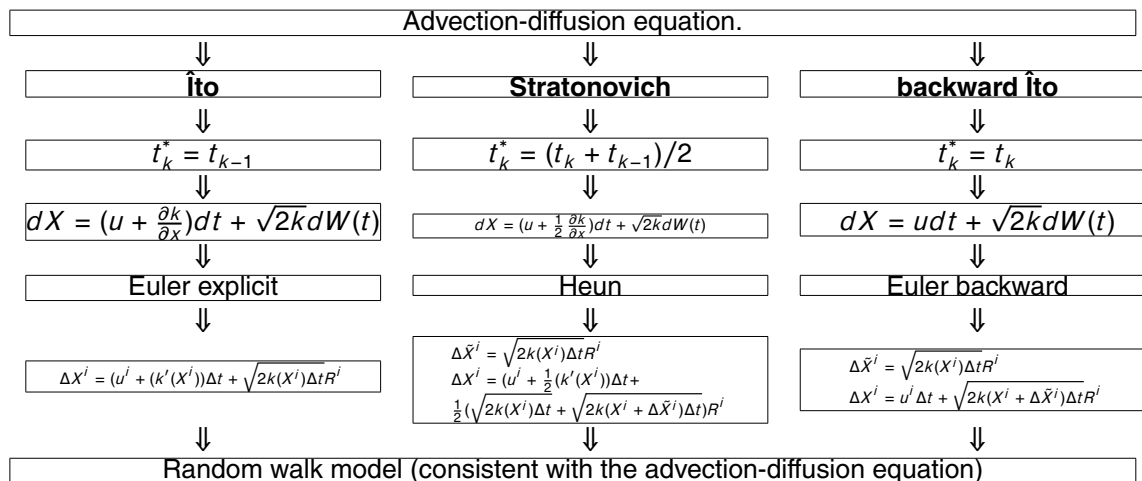 Advection-diffusion equation.
⇓ ⇓ ⇓
Îto Stratonovich backward Îto
⇓ ⇓ ⇓
t*_k = t_{k−1} t*_k = (t_k + t_{k−1})/2 t*_k = t_k
⇓ ⇓ ⇓
dX = (u + ∂k/∂x)dt + √(2k)dW(t) dX = (u + 1/2 ∂k/∂x)dt + √(2k)dW(t) dX = udt + √(2k)dW(t)
⇓ ⇓ ⇓
Euler explicit Heun Euler backward
⇓ ⇓ ⇓
ΔX^i = (u^i + (k′(X^i))Δt + √(2k(X^i)Δt)R^i
ΔX̃^i = √(2k(X^i)Δt)R^i
ΔX^i = (u^i + 1/2(k′(X^i))Δt+
1/2(√(2k(X^i)Δt) + √(2k(X^i + ΔX̃^i)Δt))R^i
ΔX̃^i = √(2k(X^i)Δt)R^i
ΔX^i = u^iΔt + √(2k(X^i + ΔX̃^i)Δt)R^i
⇓ ⇓ ⇓
Random walk model (consistent with the advection-diffusion equation)